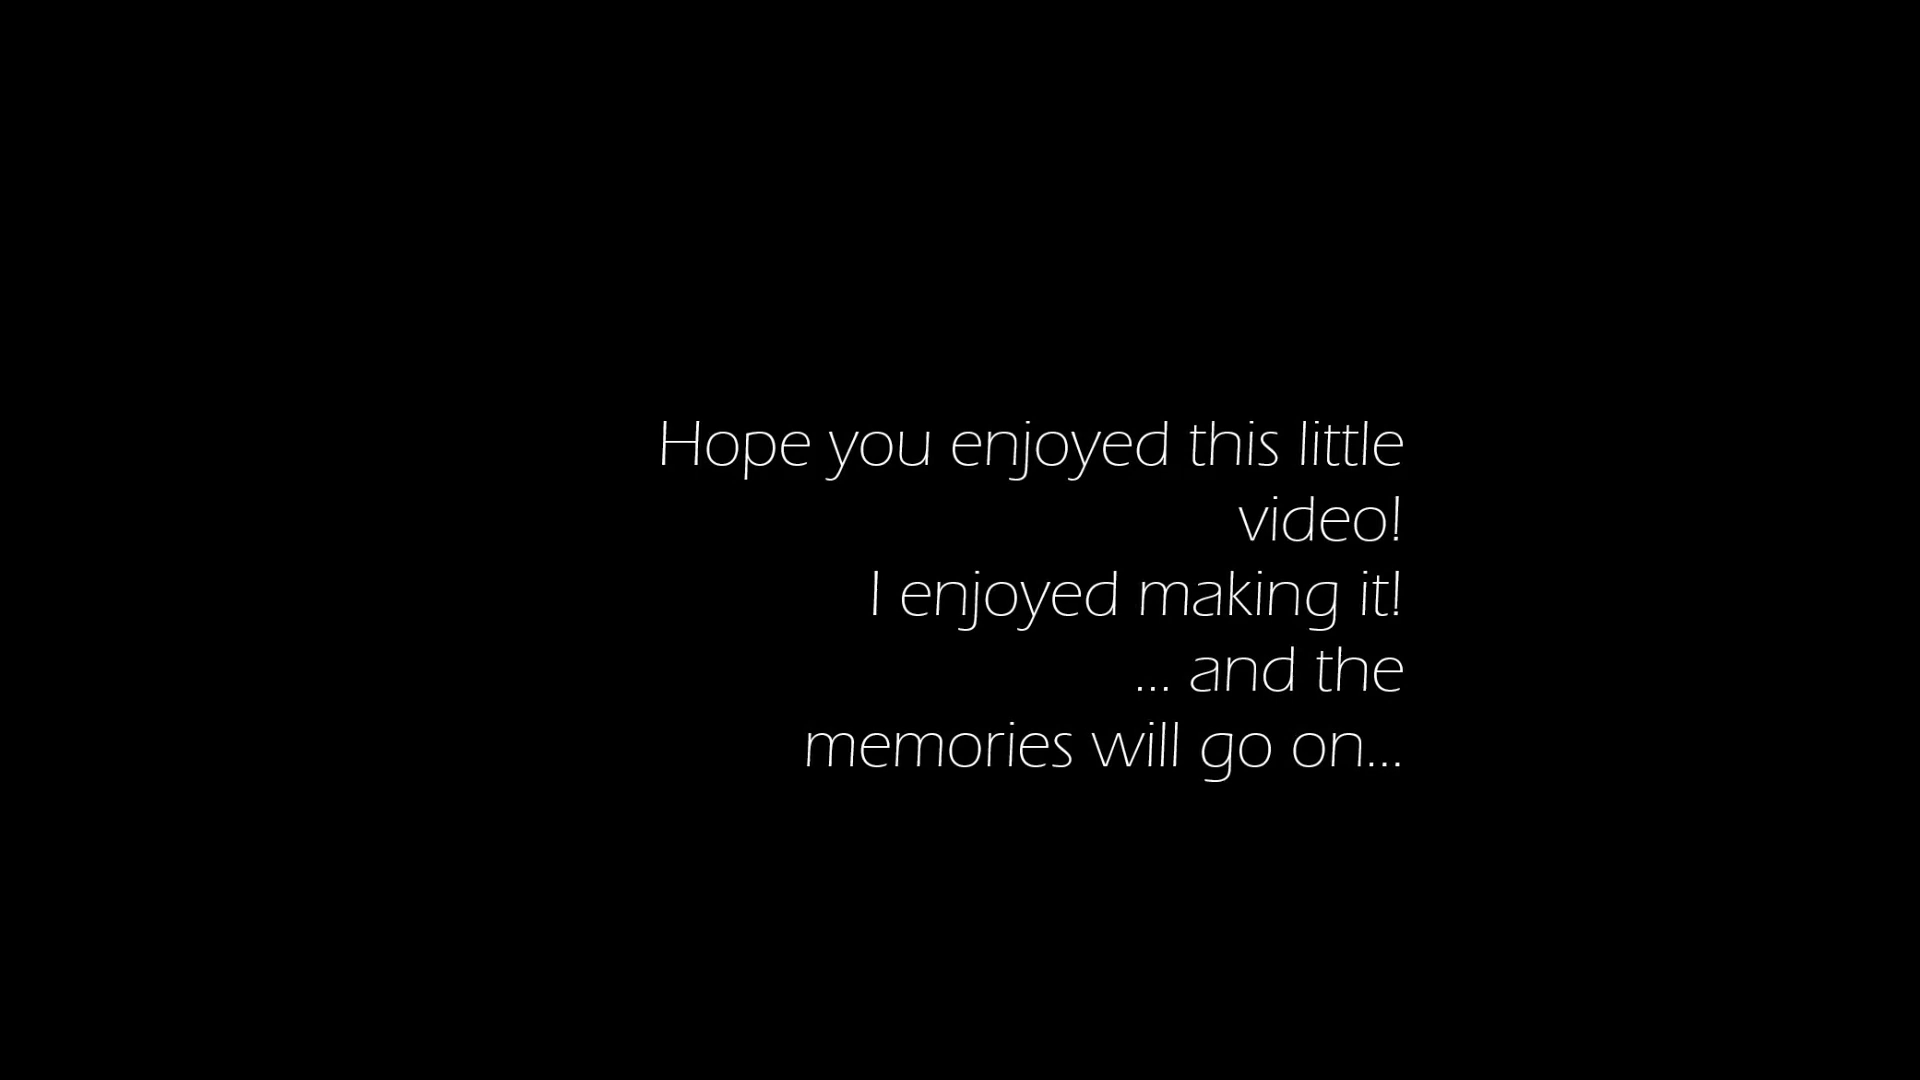 Hope you enjoyed this little
video!
I enjoyed making it!
... and the
memories will go on...